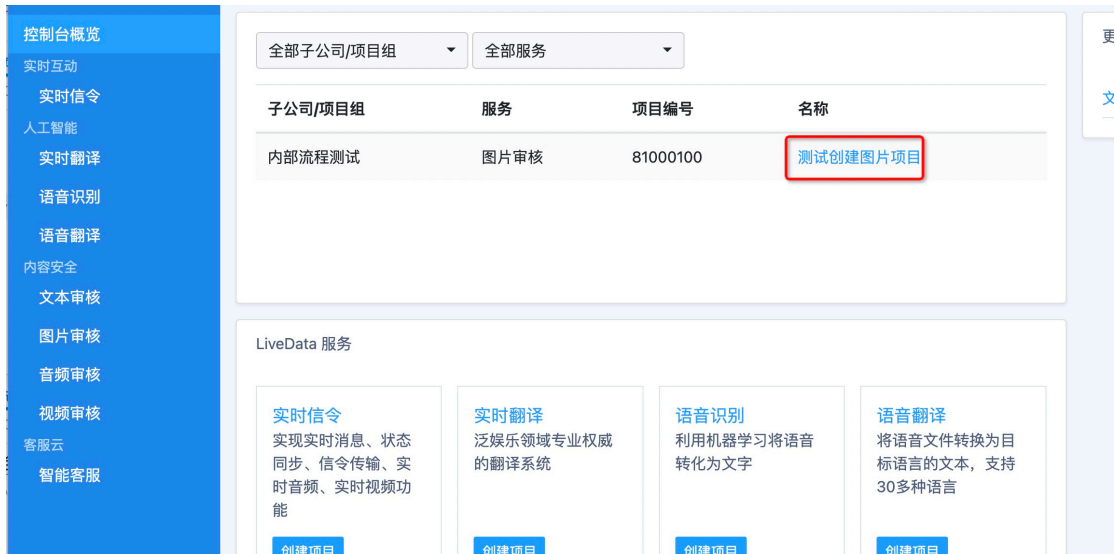 控制台概览
实时互动
实时信令
人工智能
实时翻译
语音识别
语音翻译
内容安全
文本审核
图片审核
音频审核
视频审核
客服云
智能客服
全部子公司/项目组
全部服务
子公司/项目组 服务 项目编号 名称
内部流程测试 图片审核 81000100 测试创建图片项目
LiveData 服务
实时信令
实现实时消息、状态
同步、信令传输、实
时音频、实时视频功
能
创建项目
实时翻译
泛娱乐领域专业权威
的翻译系统
创建项目
语音识别
利用机器学习将语音
转化为文字
创建项目
语音翻译
将语音文件转换为目
标语言的文本，支持
30多种语言
创建项目
更
文